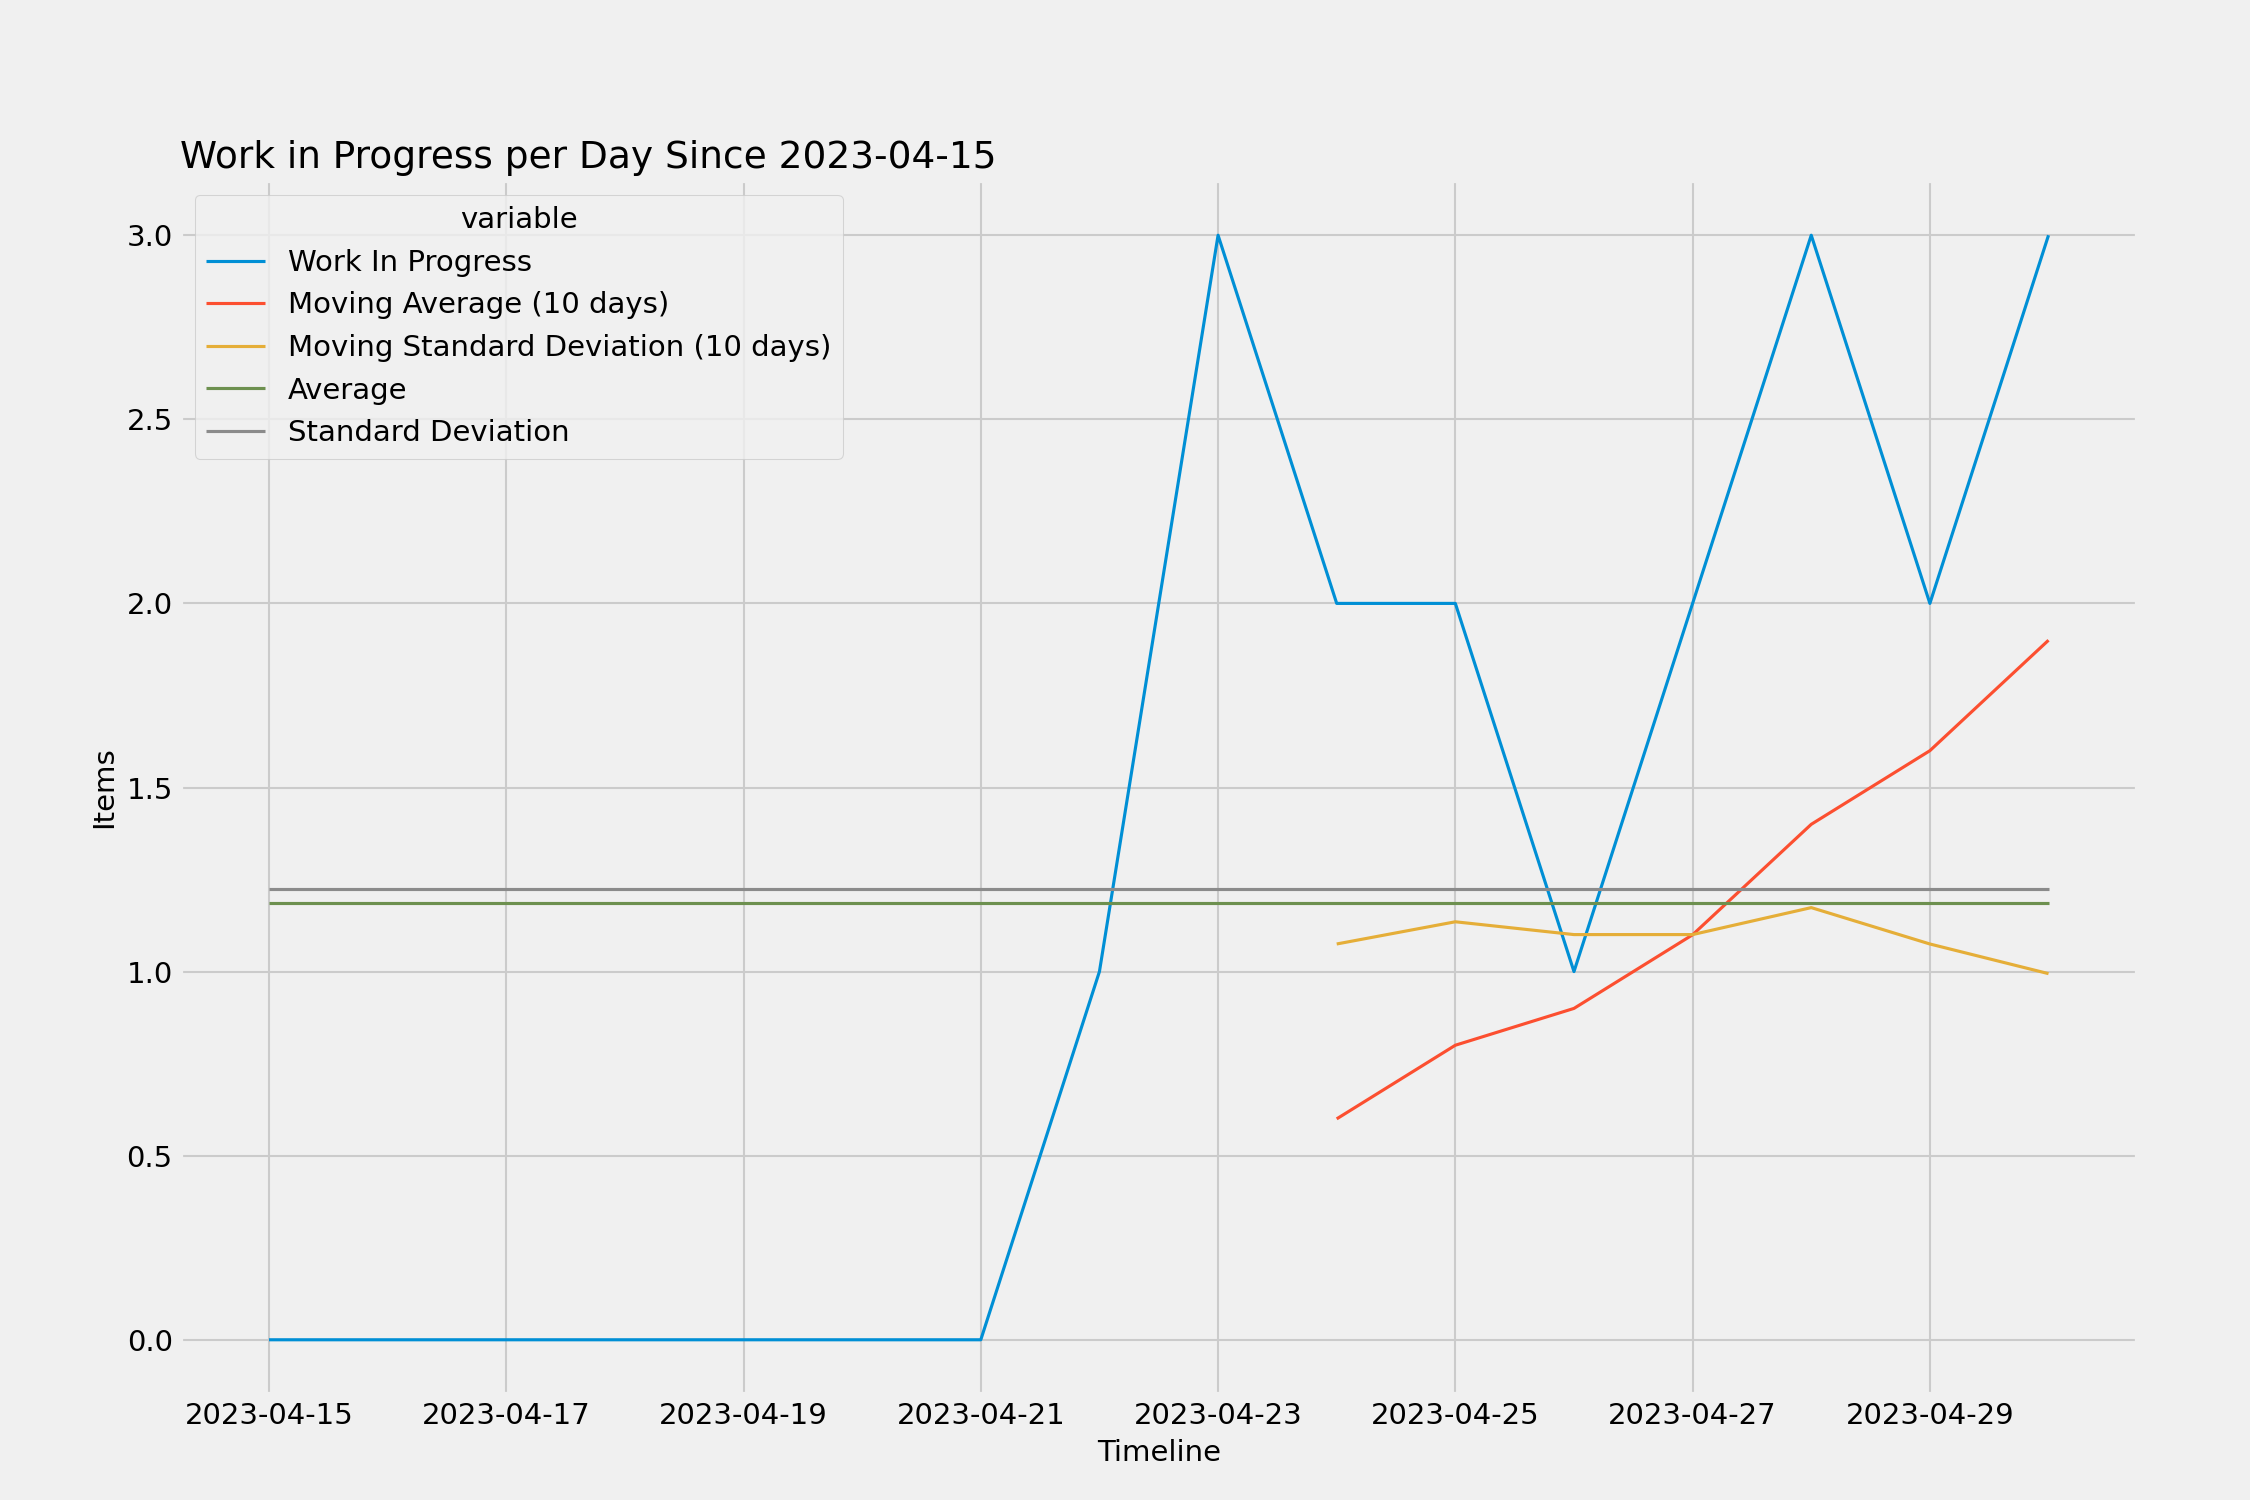 Work in Progress per Day Since 2023-04-15
variable
Work In Progress
Moving Average (10 days)
Moving Standard Deviation (10 days)
Average
Standard Deviation
3.0
2.5
2.0
1.5
1.0
0.5
0.0
Items
2023-04-15 2023-04-17 2023-04-19 2023-04-21 2023-04-23 2023-04-25 2023-04-27 2023-04-29
Timeline